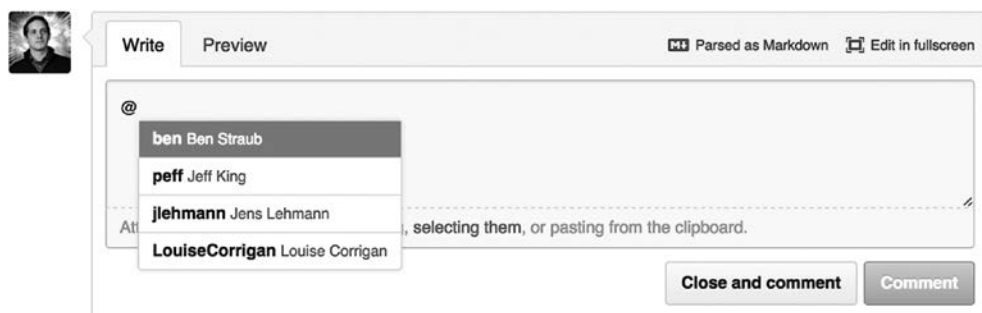 Write Preview Parsed as Markdown Edit in fullscreen
@
ben Ben Straub
peff Jeff King
jlehmann Jens Lehmann
selecting them, or pasting from the clipboard.
LouiseCorrigan Louise Corrigan
Close and comment Comment